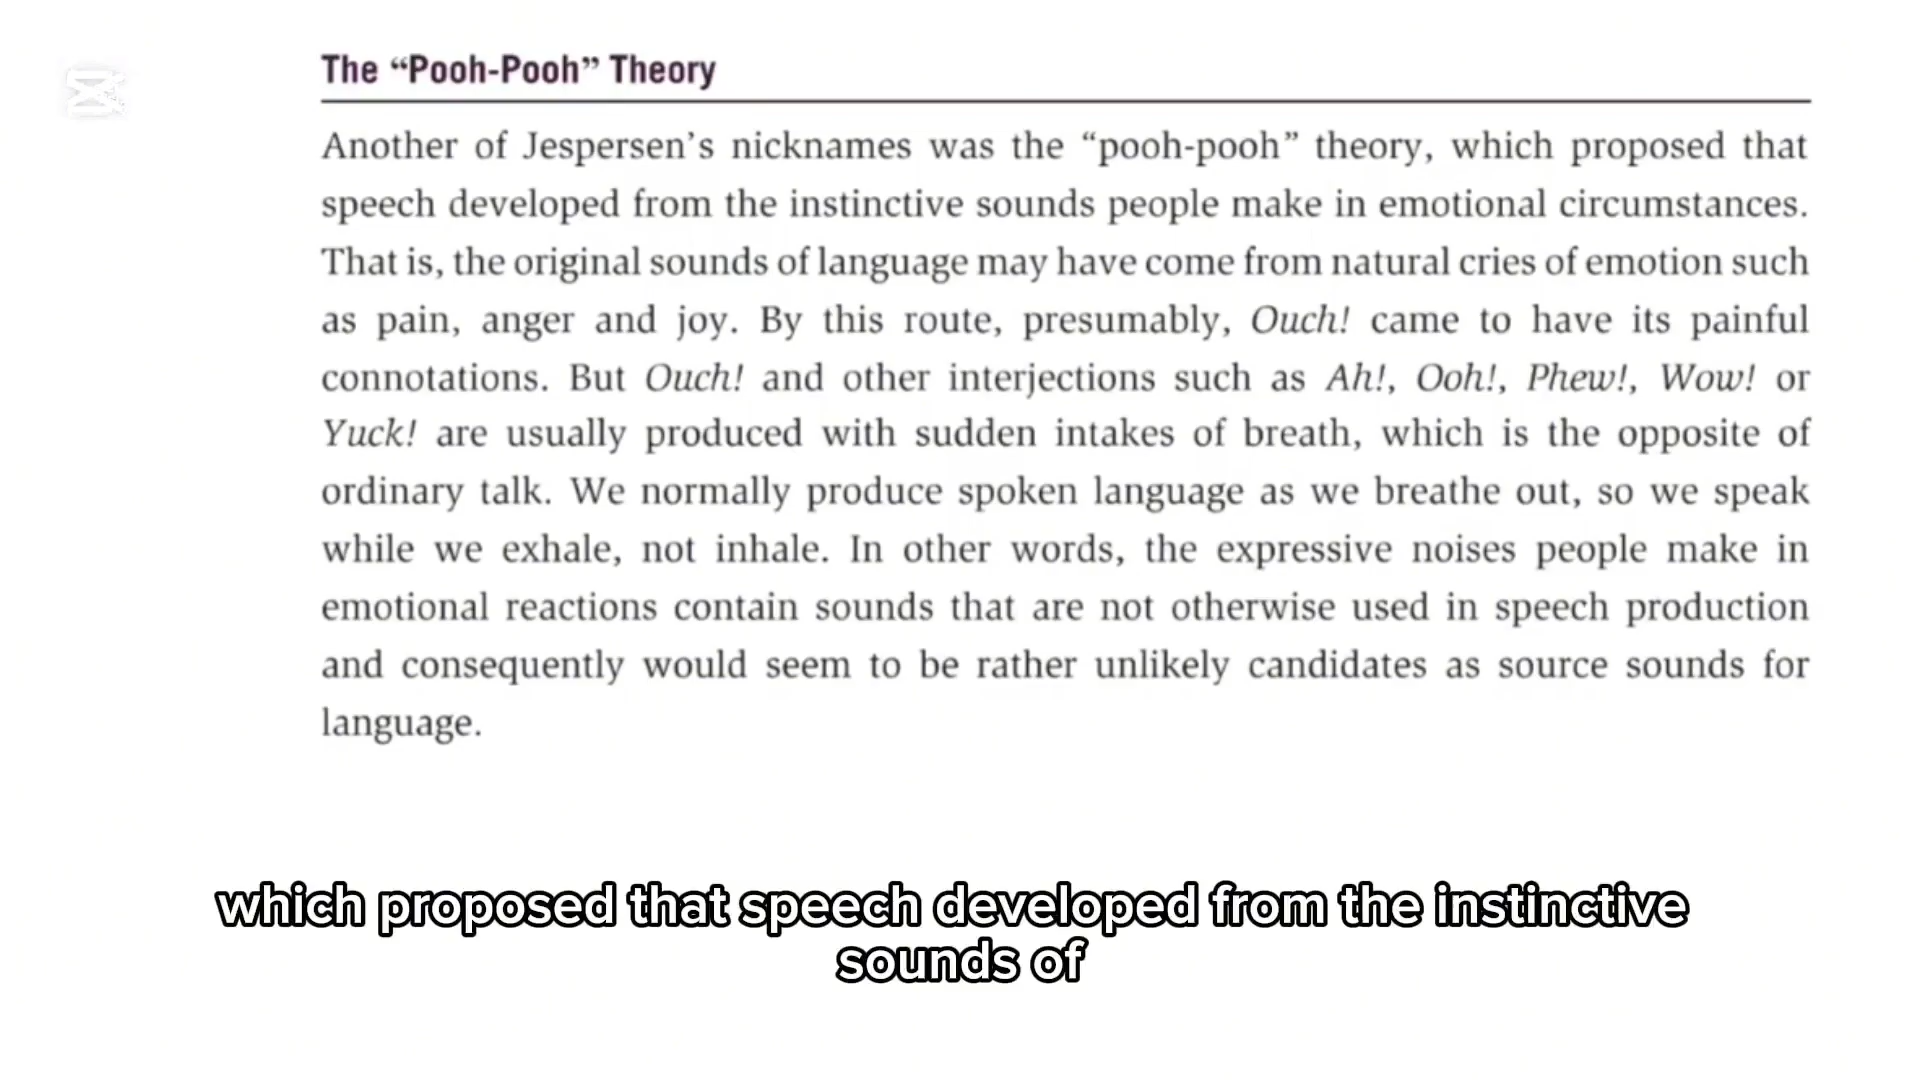 The “Pooh-Pooh” Theory
Another of Jespersen’s nicknames was the “pooh-pooh” theory, which proposed that
speech developed from the instinctive sounds people make in emotional circumstances.
That is, the original sounds of language may have come from natural cries of emotion such
as pain, anger and joy. By this route, presumably, Ouch! came to have its painful
connotations. But Ouch! and other interjections such as Ah!, Ooh!, Phew!, Wow! or
Yuck! are usually produced with sudden intakes of breath, which is the opposite of
ordinary talk. We normally produce spoken language as we breathe out, so we speak
while we exhale, not inhale. In other words, the expressive noises people make in
emotional reactions contain sounds that are not otherwise used in speech production
and consequently would seem to be rather unlikely candidates as source sounds for
language.
which proposed that speech developed from the instinctive
sounds of